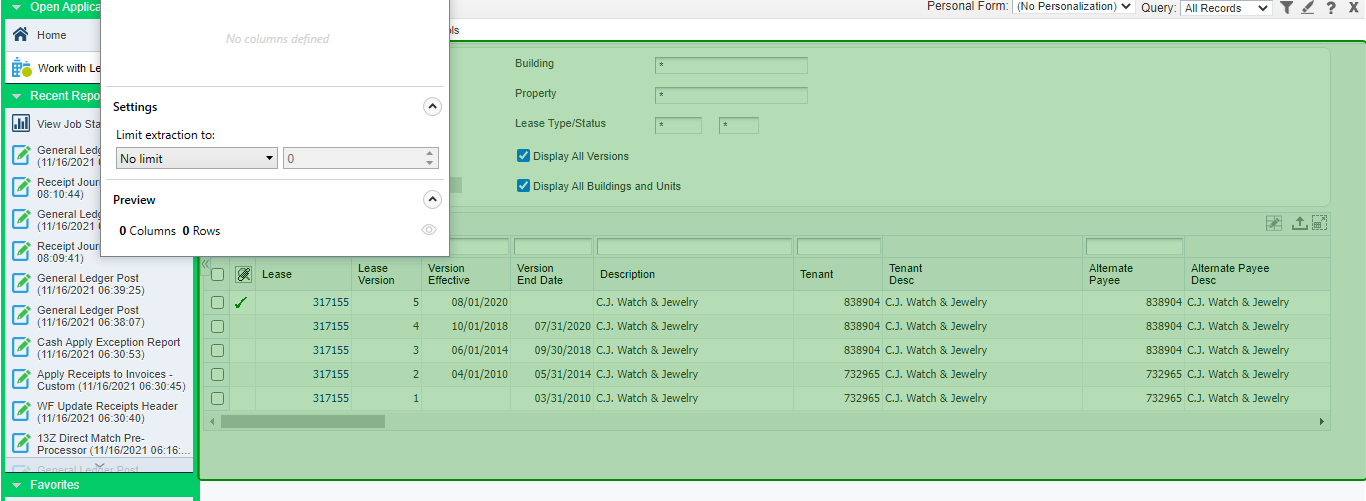 Open Applica
Personal Form: (No Personalization) Query: All Records
Home
Work with Le
Recent Repo
View Job Sta
General Ledg
(11/16/2021 06
Receipt Jour
08:10:44)
General Ledg
(11/16/2021 06
Receipt Jour
08:09:41)
General Ledger Post
(11/16/2021 06:39:25)
General Ledger Post
(11/16/2021 06:38:07)
Cash Apply Exception Report
(11/16/2021 06:30:53)
Apply Receipts to Invoices -
Custom (11/16/2021 06:30:45)
WF Update Receipts Header
(11/16/2021 06:30:40)
13Z Direct Match Pre-
Processor (11/16/2021 06:16:...
General Ledger Post
Favorites
No columns defined
Settings
Limit extraction to:
No limit 0
Preview
0 Columns 0 Rows
ols
Building *
Property *
Lease Type/Status * *
Display All Versions
Display All Buildings and Units
Lease Lease Version Version Effective Version End Date Description Tenant Tenant Desc Alternate Payee Alternate Payee Desc
317155 5 08/01/2020 C.J. Watch & Jewelry 838904 C.J. Watch & Jewelry 838904 C.J. Watch & Jewelry
317155 4 10/01/2018 07/31/2020 C.J. Watch & Jewelry 838904 C.J. Watch & Jewelry 838904 C.J. Watch & Jewelry
317155 3 06/01/2014 09/30/2018 C.J. Watch & Jewelry 838904 C.J. Watch & Jewelry 838904 C.J. Watch & Jewelry
317155 2 04/01/2010 05/31/2014 C.J. Watch & Jewelry 732965 C.J. Watch & Jewelry 732965 C.J. Watch & Jewelry
317155 1 03/31/2010 C.J. Watch & Jewelry 732965 C.J. Watch & Jewelry 732965 C.J. Watch & Jewelry